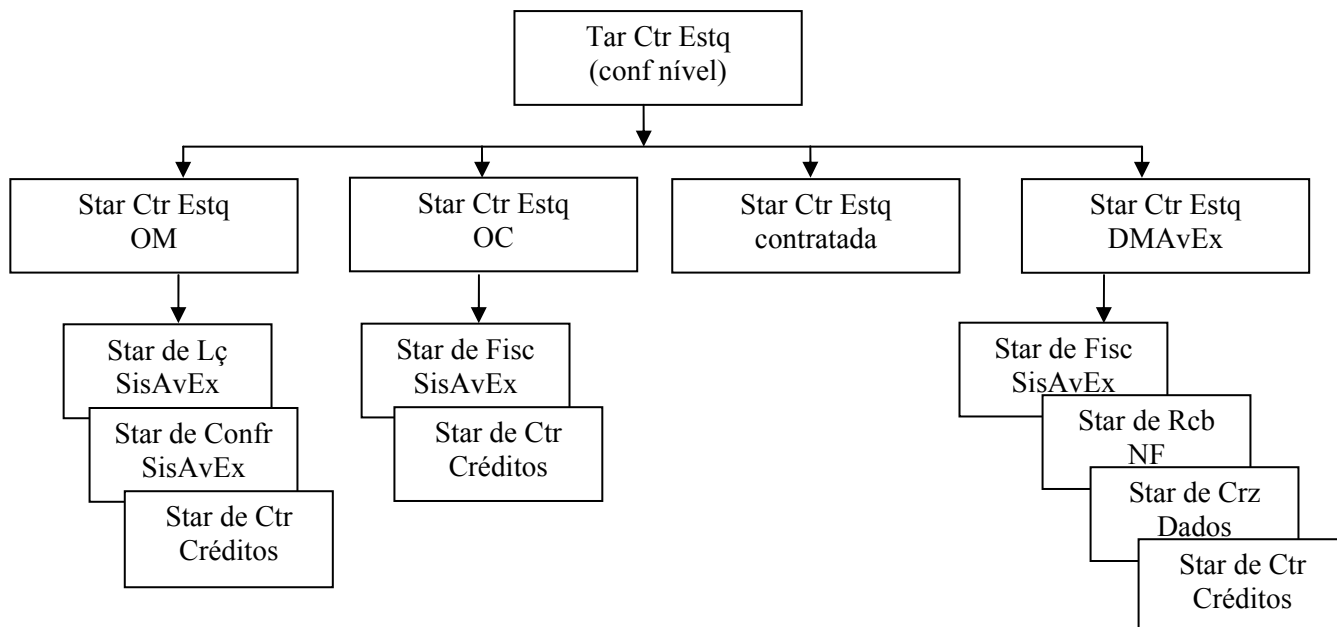 Tar Ctr Estq
(conf nível)
Star Ctr Estq
OM
Star Ctr Estq
OC
Star Ctr Estq
contratada
Star Ctr Estq
DMAvEx
Star de Lç
SisAvEx
Star de Confr
SisAvEx
Star de Ctr
Créditos
Star de Fisc
SisAvEx
Star de Ctr
Créditos
Star de Fisc
SisAvEx
Star de Rcb
NF
Star de Crz
Dados
Star de Ctr
Créditos